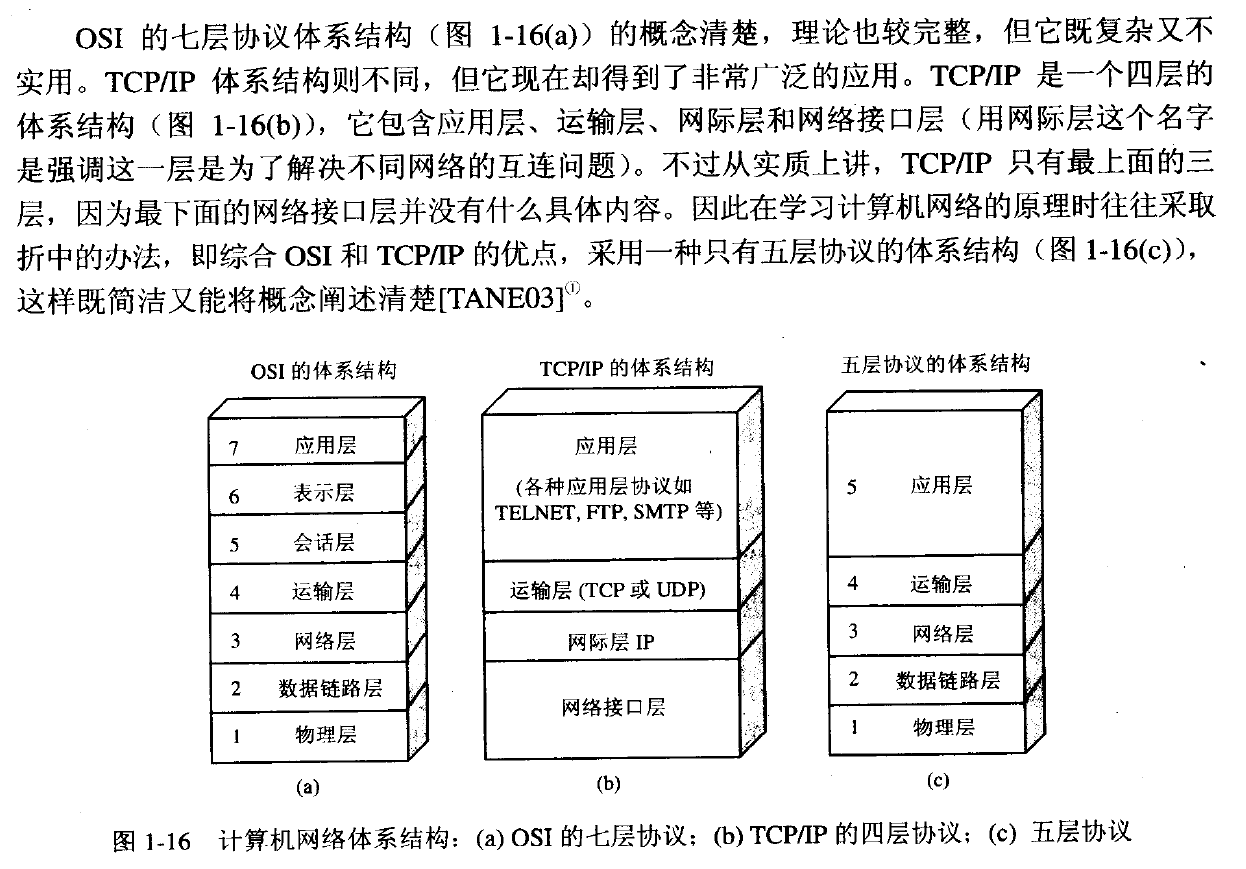 OSI 的七层协议体系结构（图 1-16(a)）的概念清楚，理论也较完整，但它既复杂又不
实用。TCP/IP 体系结构则不同，但它现在却得到了非常广泛的应用。TCP/IP 是一个四层的
体系结构（图 1-16(b)），它包含应用层、运输层、网际层和网络接口层（用网际层这个名字
是强调这一层是为了解决不同网络的互连问题）。不过从实质上讲，TCP/IP 只有最上面的三
层，因为最下面的网络接口层并没有什么具体内容。因此在学习计算机网络的原理时往往采取
折中的办法，即综合 OSI 和 TCP/IP 的优点，采用一种只有五层协议的体系结构（图 1-16(c)），
这样既简洁又能将概念阐述清楚[TANE03]①。
OSI 的体系结构
7 应用层
6 表示层
5 会话层
4 运输层
3 网络层
2 数据链路层
1 物理层
(a)
TCP/IP 的体系结构
应用层
(各种应用层协议如
TELNET, FTP, SMTP 等)
运输层 (TCP 或 UDP)
网际层 IP
网络接口层
(b)
五层协议的体系结构
5 应用层
4 运输层
3 网络层
2 数据链路层
1 物理层
(c)
图 1-16 计算机网络体系结构：(a) OSI 的七层协议；(b) TCP/IP 的四层协议；(c) 五层协议